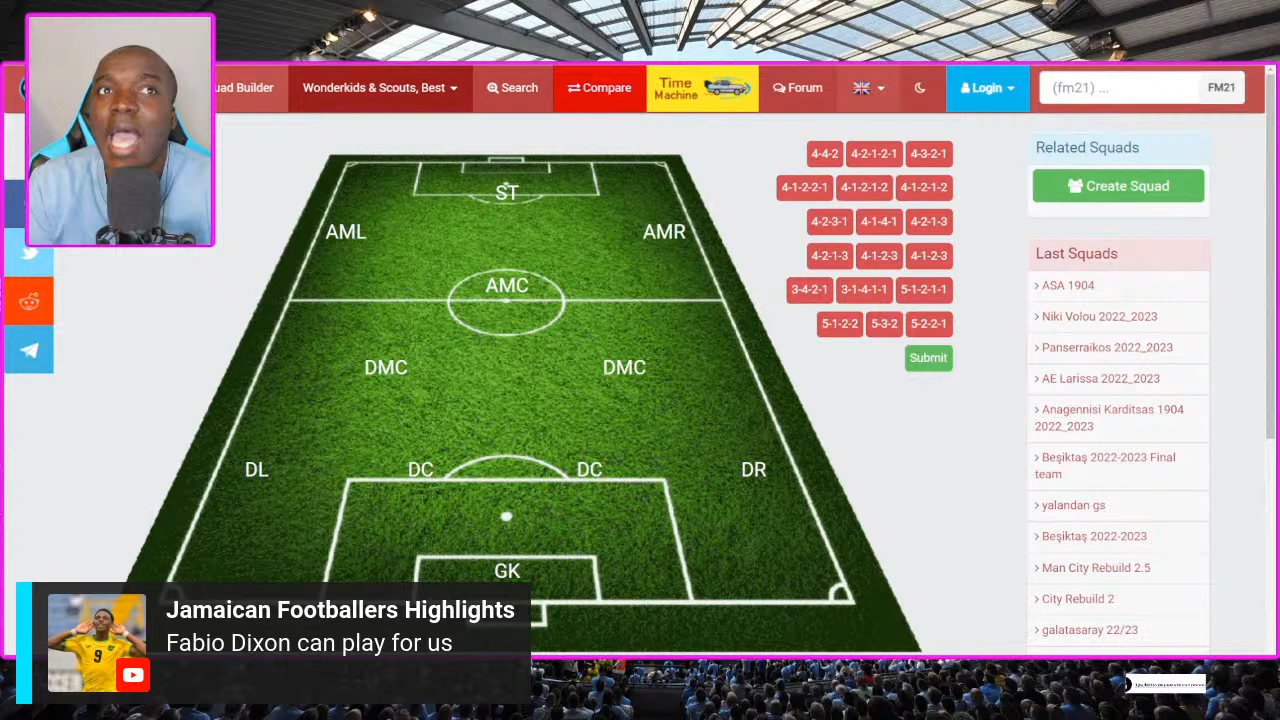 uad Builder
Wonderkids & Scouts, Best
Search
Compare
Time Machine
Forum
Login
(fm21) ...
FM21
ST
AML
AMR
AMC
DMC
DMC
DL
DC
DC
DR
GK
4-4-2 4-2-1-2-1 4-3-2-1
4-1-2-2-1 4-1-2-1-2 4-1-2-1-2
4-2-3-1 4-1-4-1 4-2-1-3
4-2-1-3 4-1-2-3 4-1-2-3
3-4-2-1 3-1-4-1-1 5-1-2-1-1
5-1-2-2 5-3-2 5-2-2-1
Submit
Related Squads
Create Squad
Last Squads
ASA 1904
Niki Volou 2022_2023
Panserraikos 2022_2023
AE Larissa 2022_2023
Anagennisi Karditsas 1904
2022_2023
Beşiktaş 2022-2023 Final
team
yalandan gs
Beşiktaş 2022-2023
Man City Rebuild 2.5
City Rebuild 2
galatasaray 22/23
Jamaican Footballers Highlights
Fabio Dixon can play for us
9